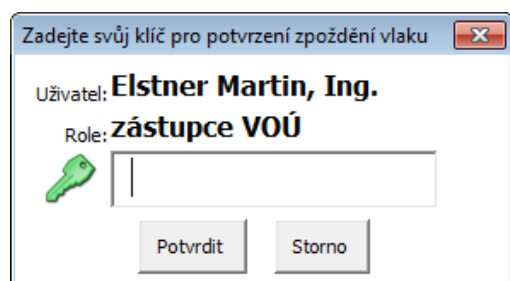 Zadejte svůj klíč pro potvrzení zpoždění vlaku
Uživatel: Elstner Martin, Ing.
Role: zástupce VOÚ
Potvrdit Storno